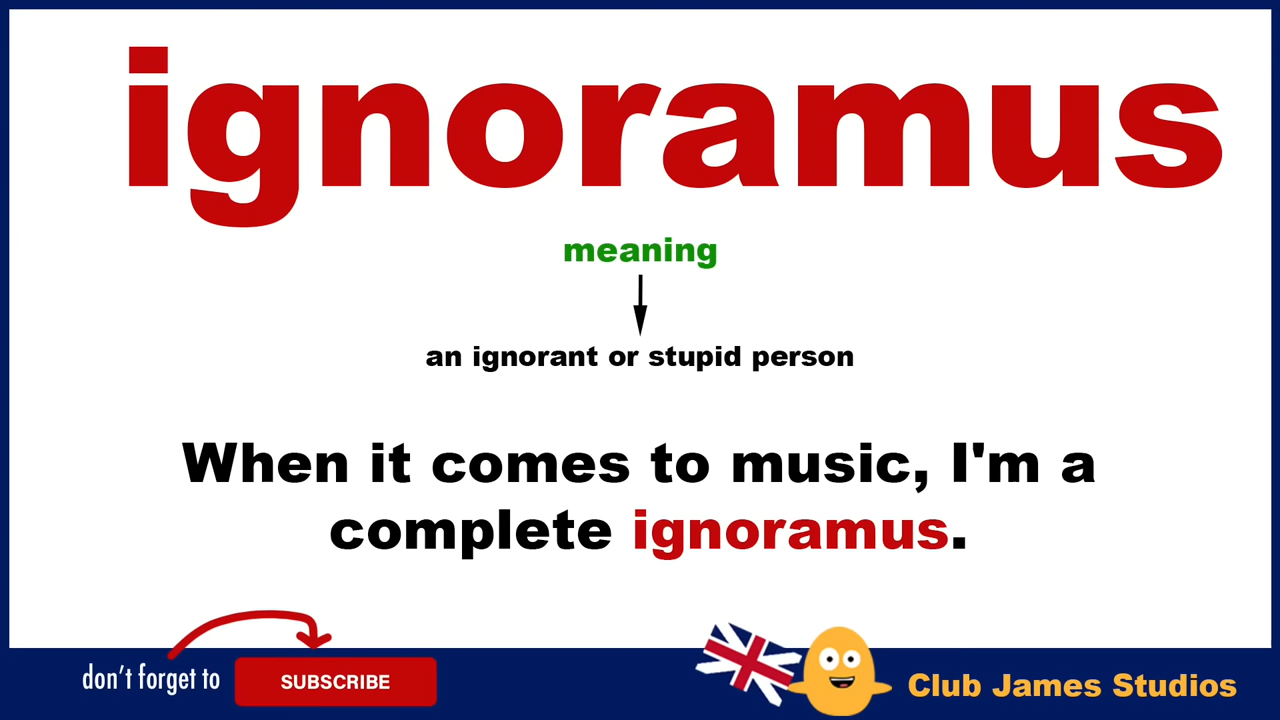 ignoramus
meaning
an ignorant or stupid person
When it comes to music, I'm a
complete ignoramus.
don't forget to
SUBSCRIBE
Club James Studios